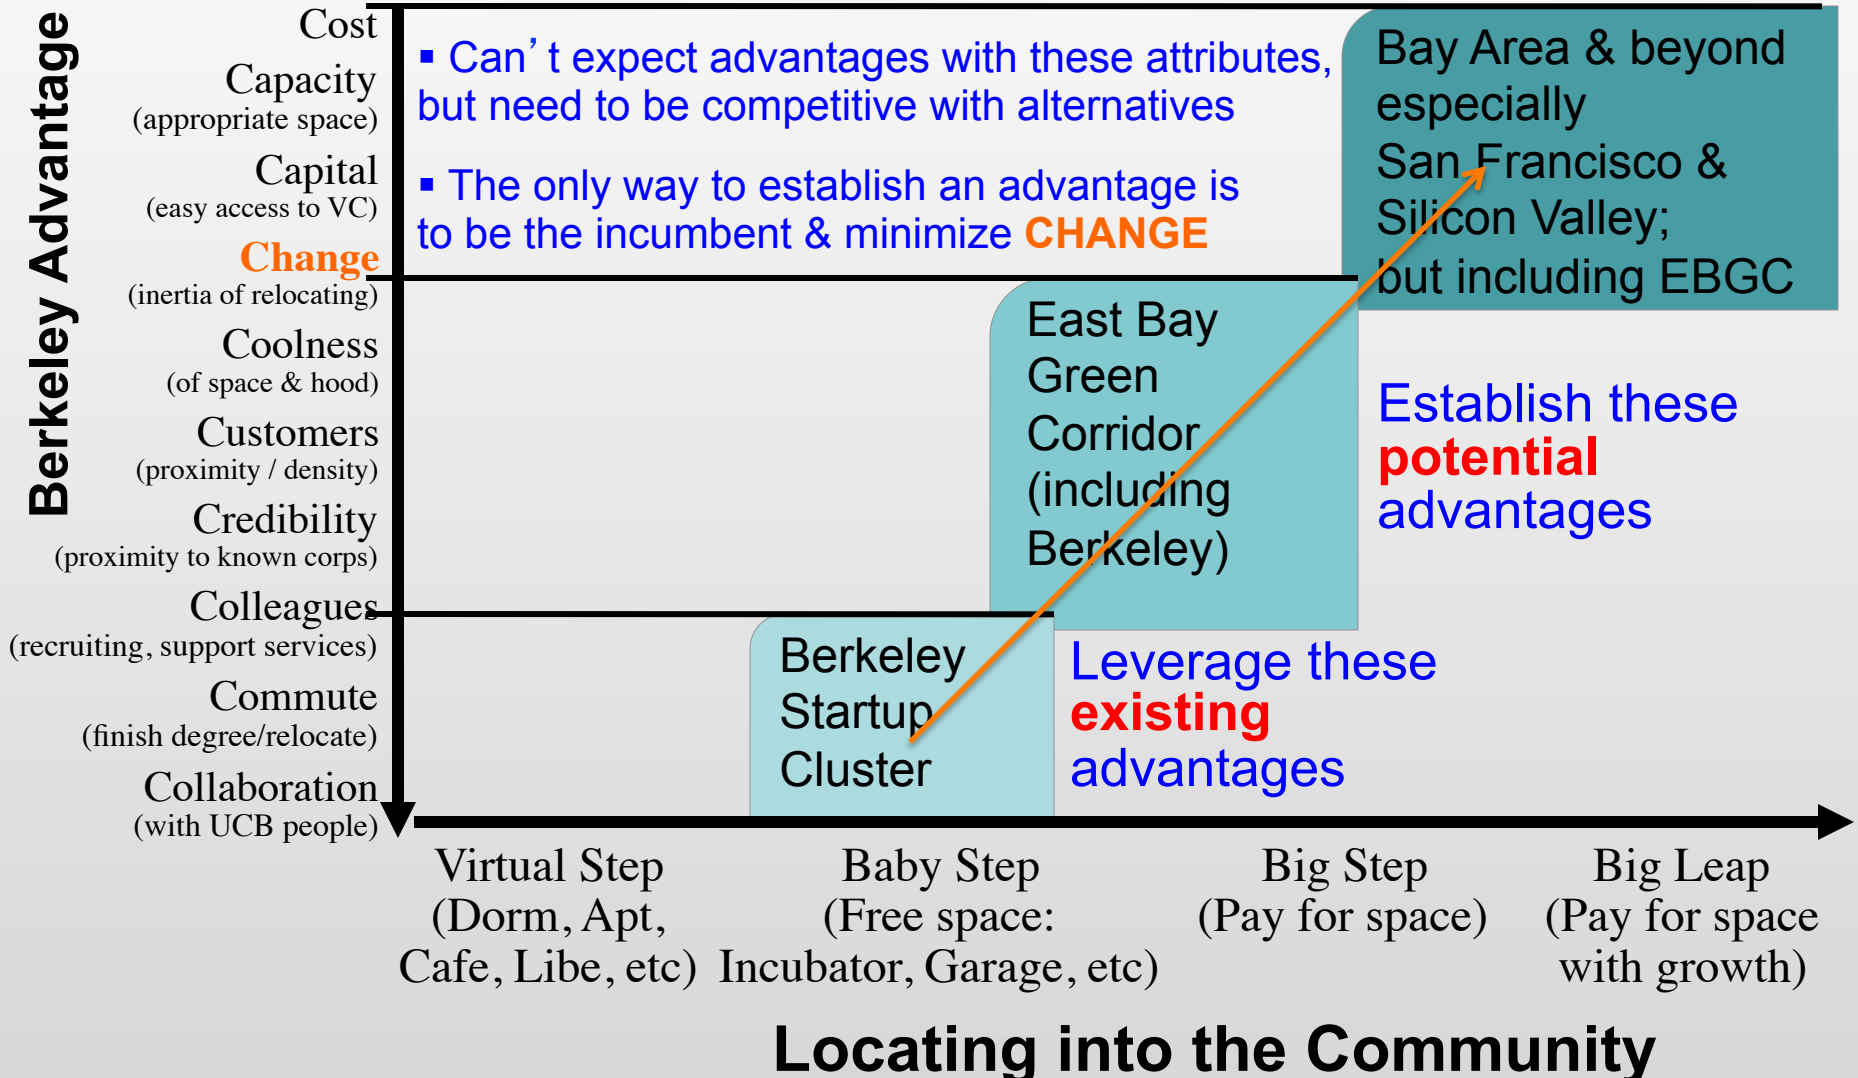 Berkeley Advantage
Cost
Capacity
(appropriate space)
Capital
(easy access to VC)
Change
(inertia of relocating)
Coolness
(of space & hood)
Customers
(proximity / density)
Credibility
(proximity to known corps)
Colleagues
(recruiting, support services)
Commute
(finish degree/relocate)
Collaboration
(with UCB people)
▪ Can’ t expect advantages with these attributes,
but need to be competitive with alternatives
▪ The only way to establish an advantage is
to be the incumbent & minimize CHANGE
Bay Area & beyond
especially
San Francisco &
Silicon Valley;
but including EBGC
East Bay
Green
Corridor
(including
Berkeley)
Establish these
potential
advantages
Berkeley
Startup
Cluster
Leverage these
existing
advantages
Virtual Step
(Dorm, Apt,
Cafe, Libe, etc)
Baby Step
(Free space:
Incubator, Garage, etc)
Big Step
(Pay for space)
Big Leap
(Pay for space
with growth)
Locating into the Community